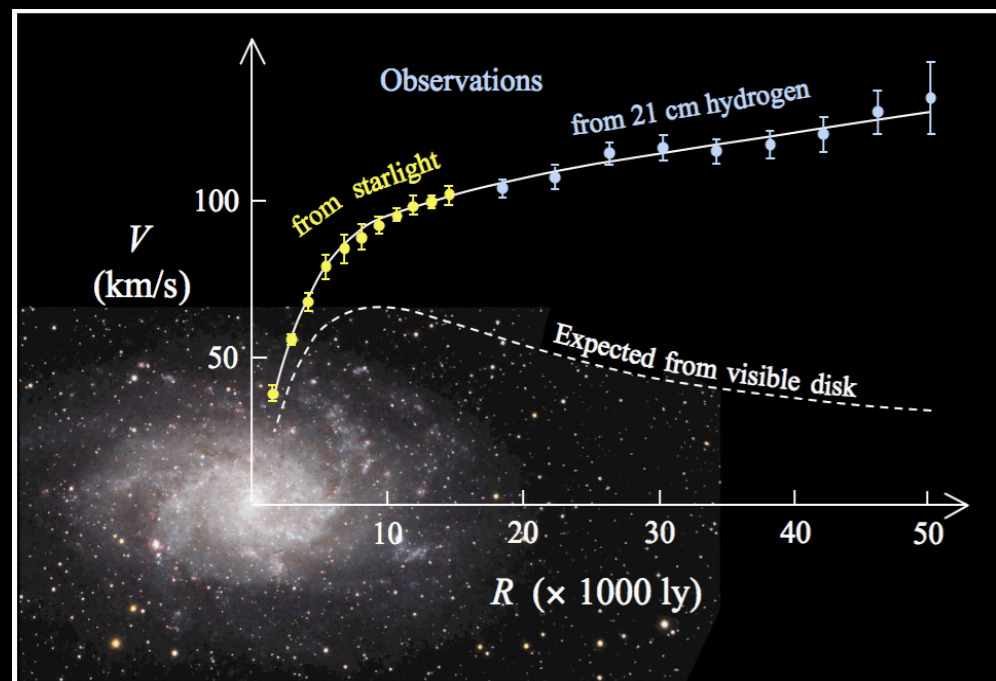 Observations
from 21 cm hydrogen
from starlight
100
V
(km/s)
50
Expected from visible disk
10 20 30 40 50
R (× 1000 ly)